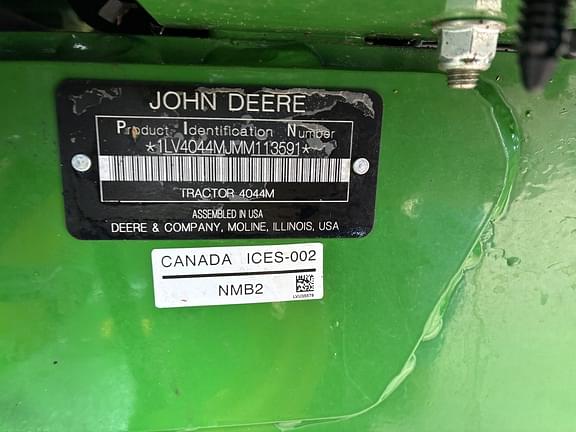 JOHN DEERE
Product Identification Number
*1LV4044MJMM113591*
TRACTOR 4044M
ASSEMBLED IN USA
DEERE & COMPANY, MOLINE, ILLINOIS, USA
CANADA ICES-002
NMB2